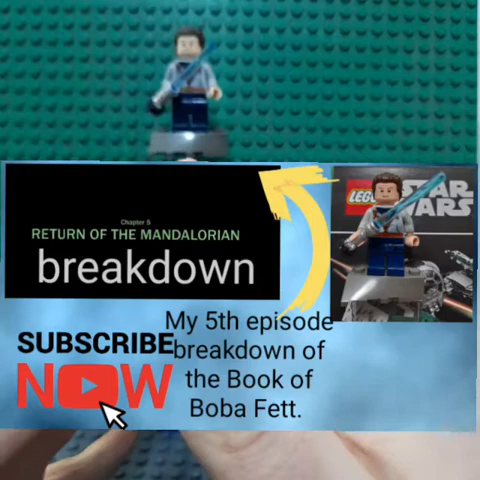 Chapter 5
RETURN OF THE MANDALORIAN
breakdown
LEGO STAR
WARS
My 5th episode
breakdown of
the Book of
Boba Fett.
SUBSCRIBE
NOW